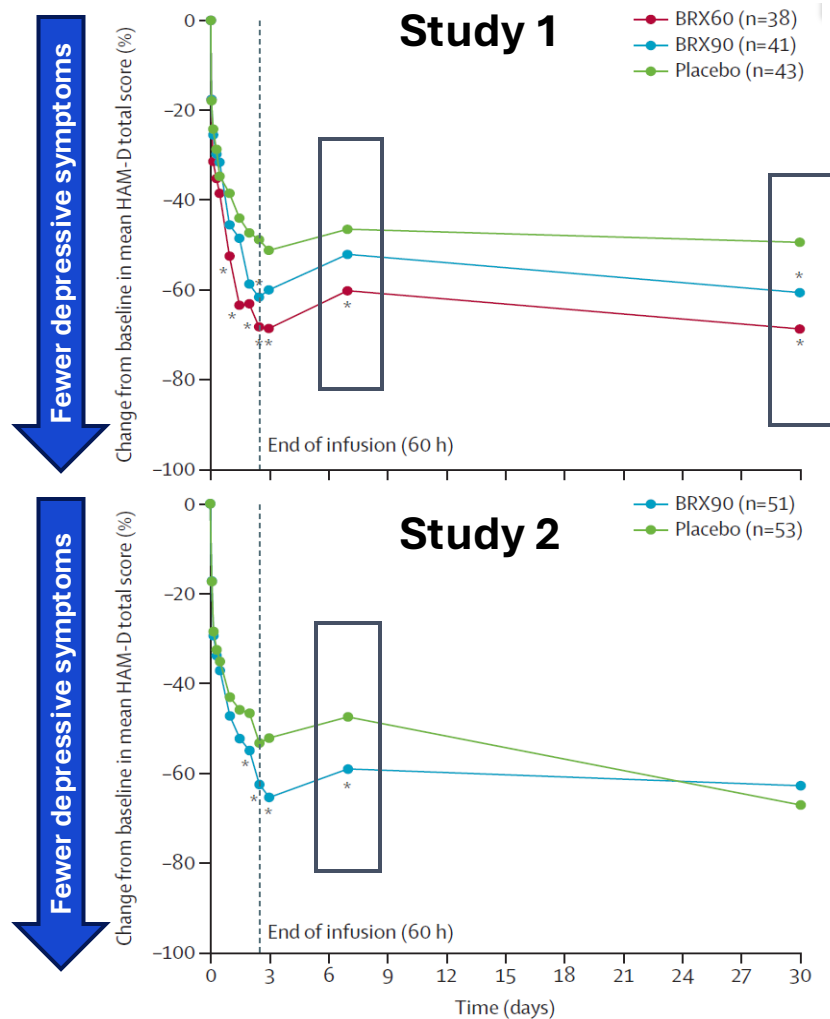 Study 1
BRX60 (n=38)
BRX90 (n=41)
Placebo (n=43)
Fewer depressive symptoms
Change from baseline in mean HAM-D total score (%)
0
–20
–40
–60
–80
–100
*
*
*
*
*
*
*
*
*
End of infusion (60 h)
Study 2
BRX90 (n=51)
Placebo (n=53)
Fewer depressive symptoms
Change from baseline in mean HAM-D total score (%)
0
–20
–40
–60
–80
–100
*
*
*
*
End of infusion (60 h)
0 3 6 9 12 15 18 21 24 27 30
Time (days)